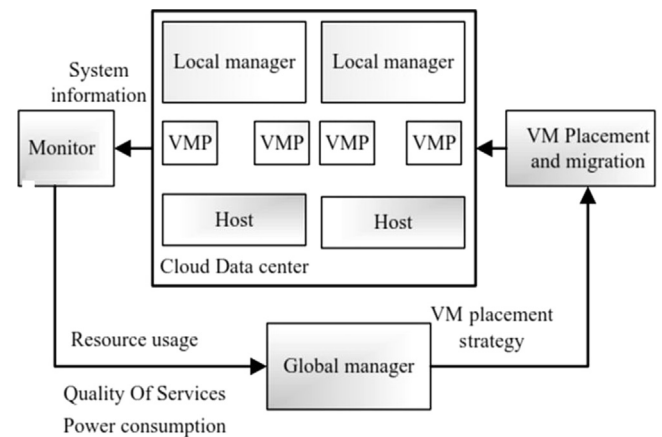 System
information
Local manager
Local manager
Monitor
VMP
VMP
VMP
VMP
VM Placement
and migration
Host
Host
Cloud Data center
Resource usage
Quality Of Services
Power consumption
Global manager
VM placement
strategy